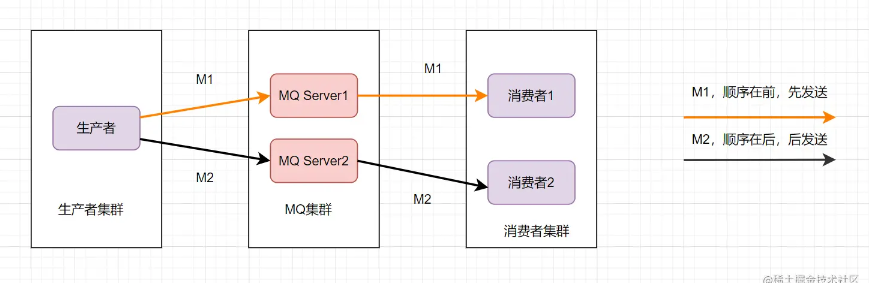 M1
M1
MQ Server1
消费者1
M1，顺序在前，先发送
生产者
M2，顺序在后，后发送
MQ Server2
M2
消费者2
M2
生产者集群
MQ集群
消费者集群
@稀土掘金技术社区